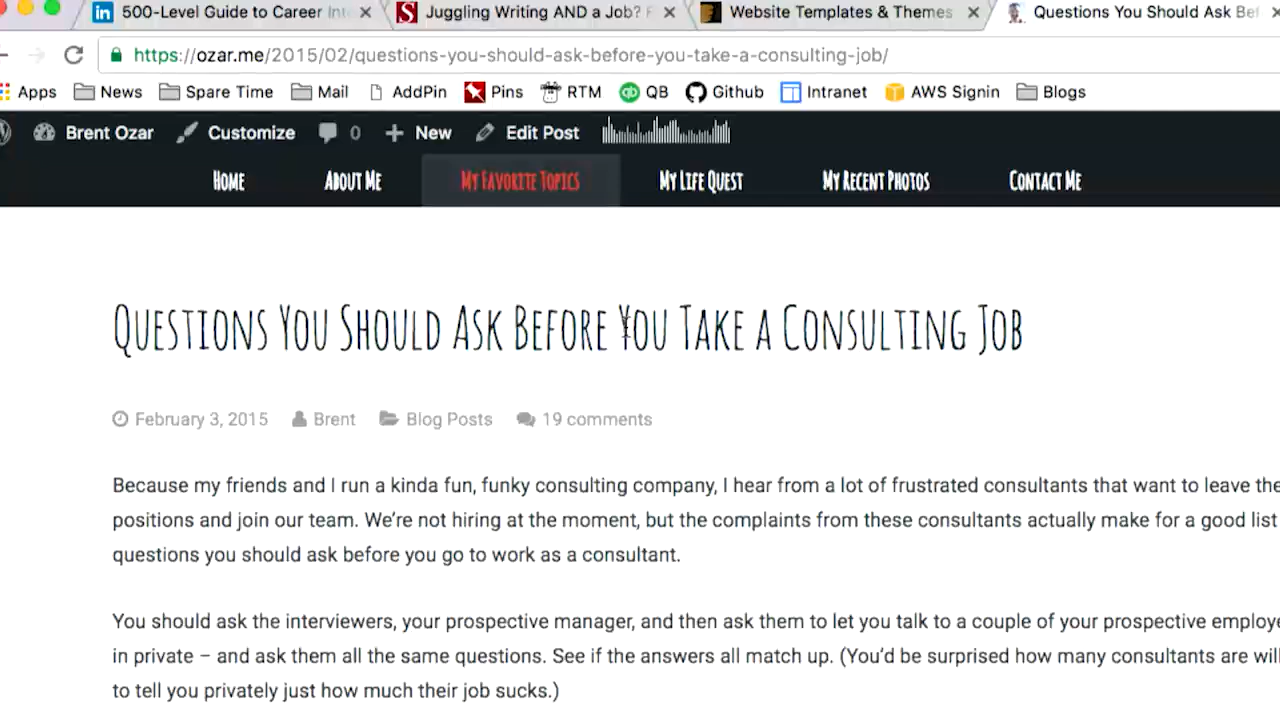 500-Level Guide to Career Inte
Juggling Writing AND a Job?
Website Templates & Themes
Questions You Should Ask Bef
https://ozar.me/2015/02/questions-you-should-ask-before-you-take-a-consulting-job/
Apps News Spare Time Mail AddPin Pins RTM QB Github Intranet AWS Signin Blogs
Brent Ozar Customize 0 New Edit Post
HOME ABOUT ME MY FAVORITE TOPICS MY LIFE QUEST MY RECENT PHOTOS CONTACT ME
QUESTIONS YOU SHOULD ASK BEFORE YOU TAKE A CONSULTING JOB
February 3, 2015 Brent Blog Posts 19 comments
Because my friends and I run a kinda fun, funky consulting company, I hear from a lot of frustrated consultants that want to leave the
positions and join our team. We're not hiring at the moment, but the complaints from these consultants actually make for a good list
questions you should ask before you go to work as a consultant.
You should ask the interviewers, your prospective manager, and then ask them to let you talk to a couple of your prospective employe
in private – and ask them all the same questions. See if the answers all match up. (You'd be surprised how many consultants are will
to tell you privately just how much their job sucks.)